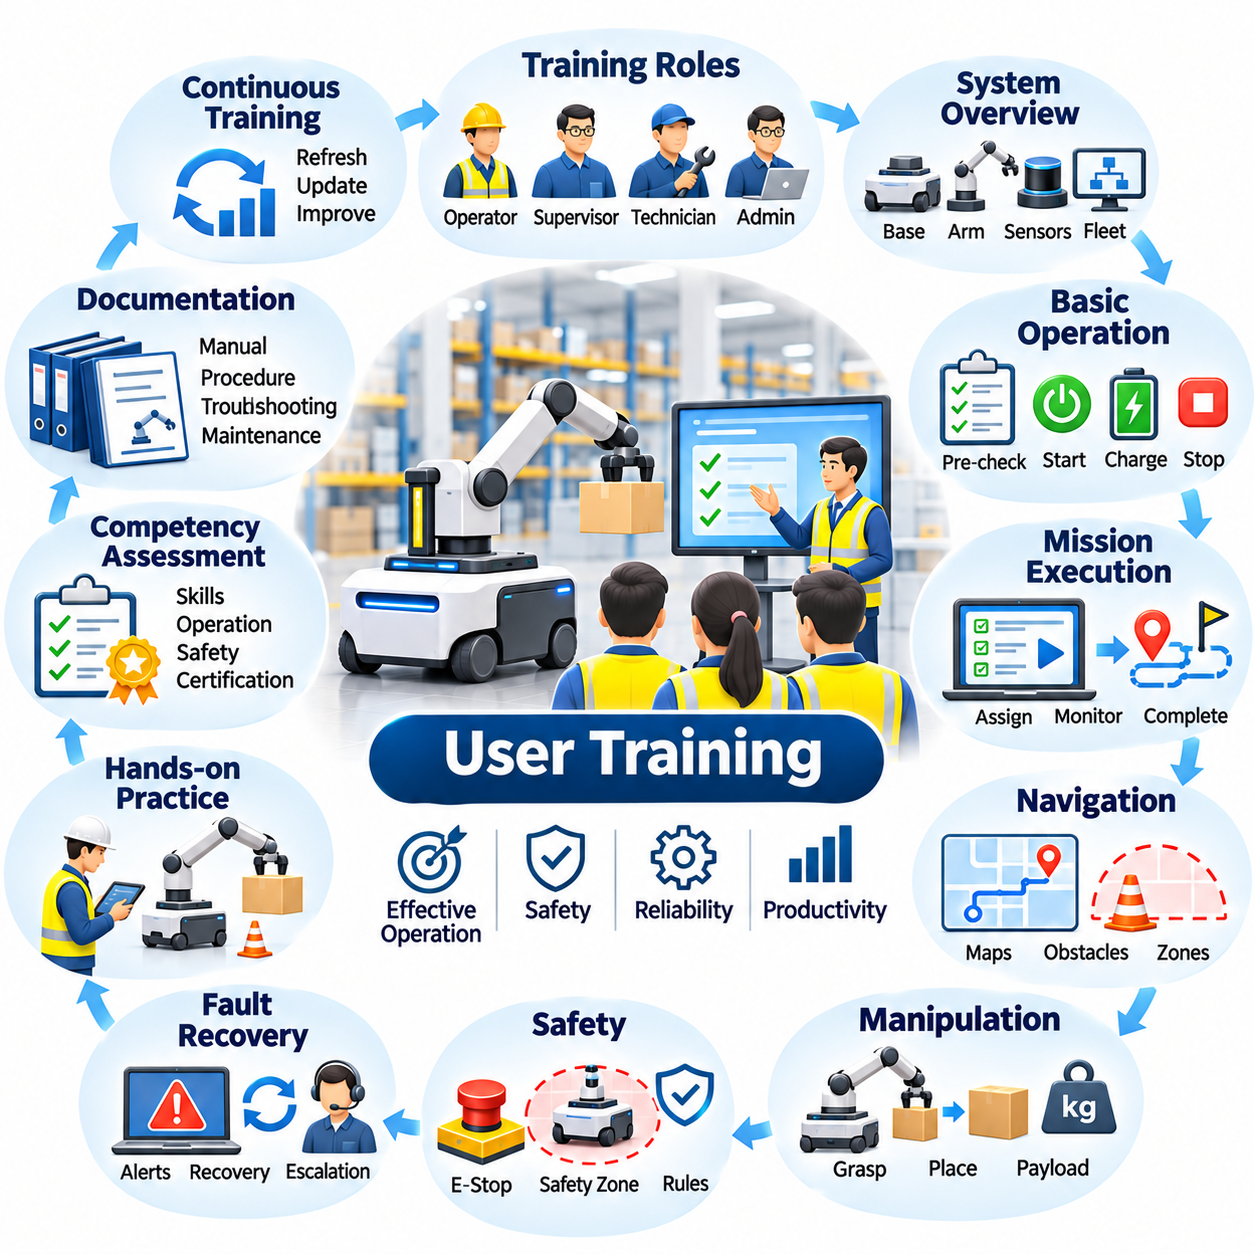 Training Roles
Operator Supervisor Technician Admin
System
Overview
Base Arm Sensors Fleet
Basic
Operation
Pre-check Start Charge Stop
Mission
Execution
Assign Monitor Complete
Navigation
Maps Obstacles Zones
Manipulation
kg
Grasp Place Payload
Safety
E-Stop Safety Zone Rules
Fault
Recovery
Alerts Recovery Escalation
Hands-on
Practice
Competency
Assessment
Skills
Operation
Safety
Certification
Documentation
Manual
Procedure
Troubleshooting
Maintenance
Continuous
Training
Refresh
Update
Improve
User Training
Effective
Operation
Safety
Reliability
Productivity